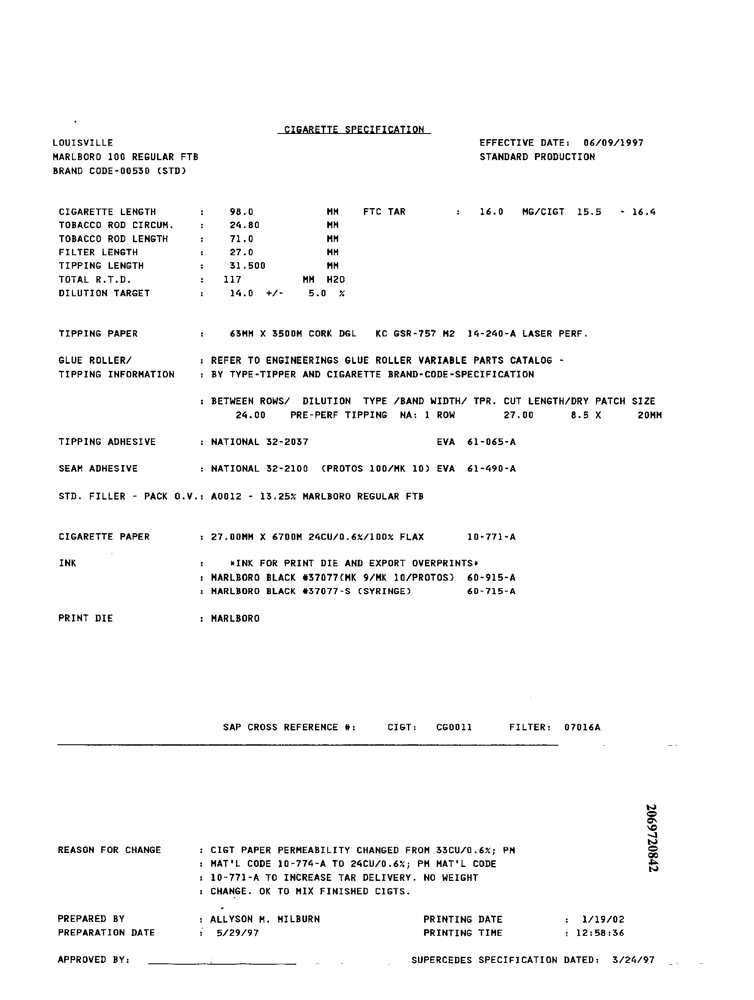 CIGARETTE SPECIFICATION
LOUISVILLE EFFECTIVE DATE: 06/09/1997
MARLBORO 100 REGULAR FTB STANDARD PRODUCTION
BRAND CODE-00530 (STD)
CIGARETTE LENGTH : 98.0 MM FTC TAR : 16.0 MG/CIGT 15.5 - 16.4
TOBACCO ROD CIRCUM. : 24.80 MM
TOBACCO ROD LENGTH : 71.0 MM
FILTER LENGTH : 27.0 MM
TIPPING LENGTH : 31.500 MM
TOTAL R.T.D. : 117 MM H2O
DILUTION TARGET : 14.0 +/- 5.0 %
TIPPING PAPER : 63MM X 3500M CORK DGL KC GSR-757 M2 14-240-A LASER PERF.
GLUE ROLLER/ : REFER TO ENGINEERINGS GLUE ROLLER VARIABLE PARTS CATALOG -
TIPPING INFORMATION : BY TYPE-TIPPER AND CIGARETTE BRAND-CODE-SPECIFICATION
: BETWEEN ROWS/ DILUTION TYPE /BAND WIDTH/ TPR. CUT LENGTH/DRY PATCH SIZE
24.00 PRE-PERF TIPPING NA: 1 ROW 27.00 8.5 X 20MM
TIPPING ADHESIVE : NATIONAL 32-2037 EVA 61-065-A
SEAM ADHESIVE : NATIONAL 32-2100 (PROTOS 100/MK 10) EVA 61-490-A
STD. FILLER - PACK O.V.: A0012 - 13.25% MARLBORO REGULAR FTB
CIGARETTE PAPER : 27.00MM X 6700M 24CU/0.6%/100% FLAX 10-771-A
INK : *INK FOR PRINT DIE AND EXPORT OVERPRINTS*
: MARLBORO BLACK #37077(MK 9/MK 10/PROTOS) 60-915-A
: MARLBORO BLACK #37077-S (SYRINGE) 60-715-A
PRINT DIE : MARLBORO
SAP CROSS REFERENCE #: CIGT: CG0011 FILTER: 07016A
2069720842
REASON FOR CHANGE : CIGT PAPER PERMEABILITY CHANGED FROM 33CU/0.6%; PM
: MAT'L CODE 10-774-A TO 24CU/0.6%; PM MAT'L CODE
: 10-771-A TO INCREASE TAR DELIVERY. NO WEIGHT
: CHANGE. OK TO MIX FINISHED CIGTS.
PREPARED BY : ALLYSON M. MILBURN PRINTING DATE : 1/19/02
PREPARATION DATE : 5/29/97 PRINTING TIME : 12:58:36
APPROVED BY: SUPERCEDES SPECIFICATION DATED: 3/24/97